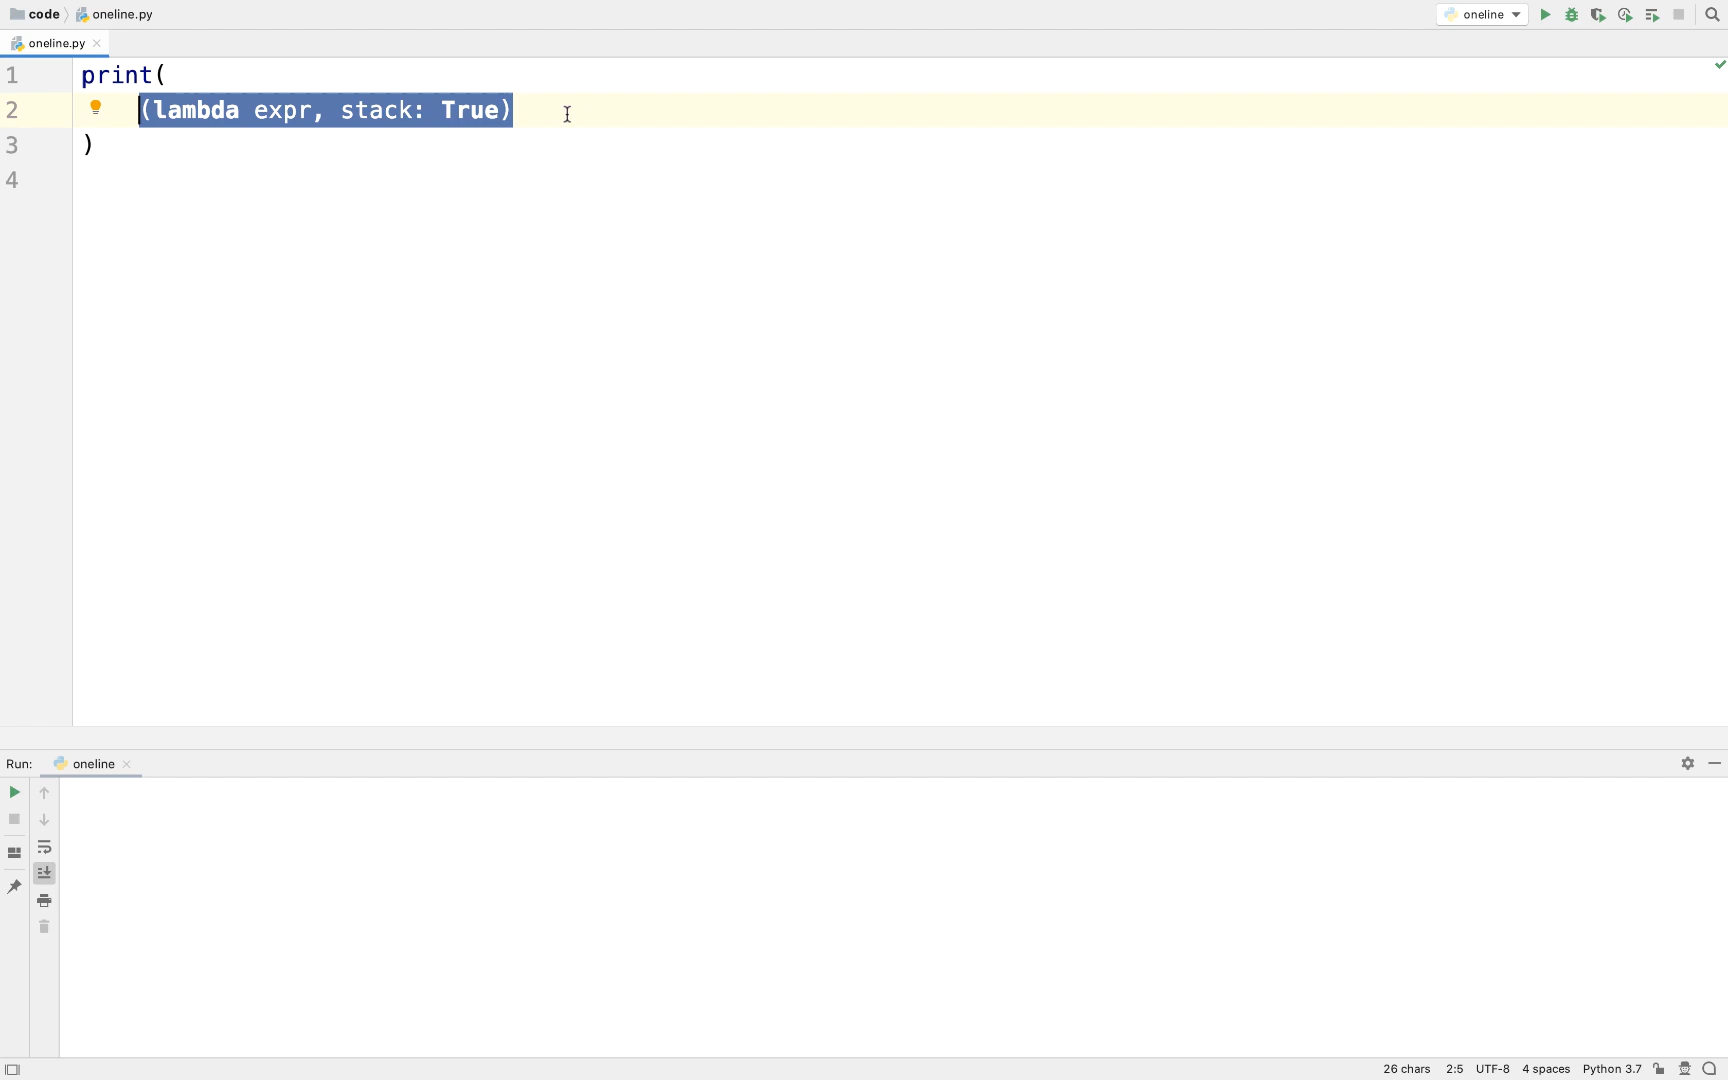 code oneline.py oneline
oneline.py
1 print(
2 (lambda expr, stack: True)
3 )
4
Run: oneline
26 chars 2:5 UTF-8 4 spaces Python 3.7